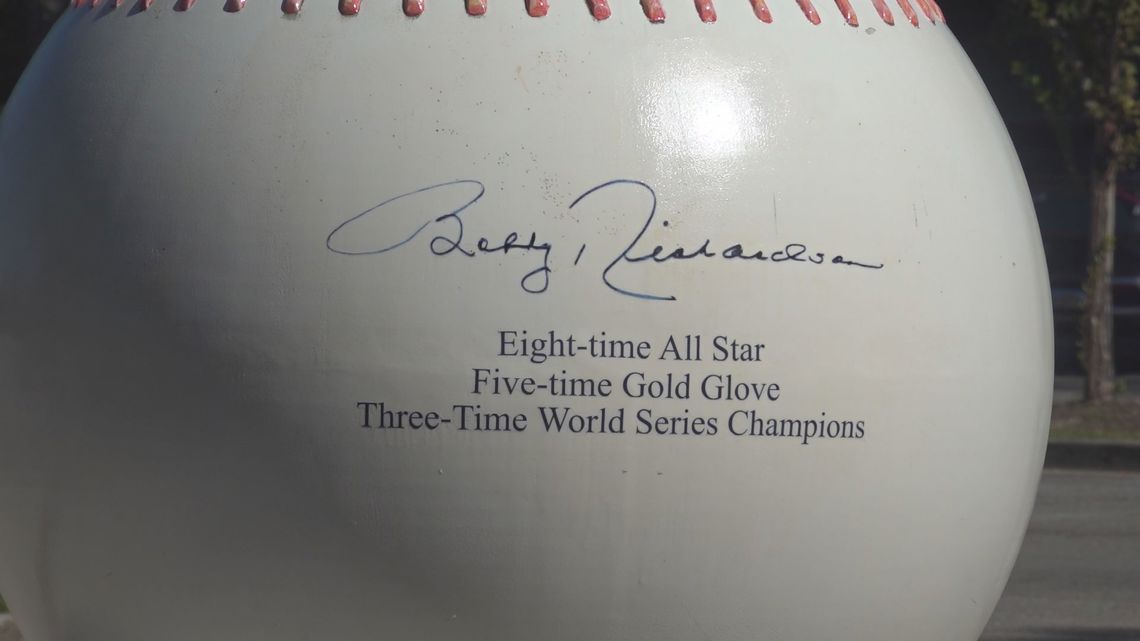 Bobby Richardson
Eight-time All Star
Five-time Gold Glove
Three-Time World Series Champions